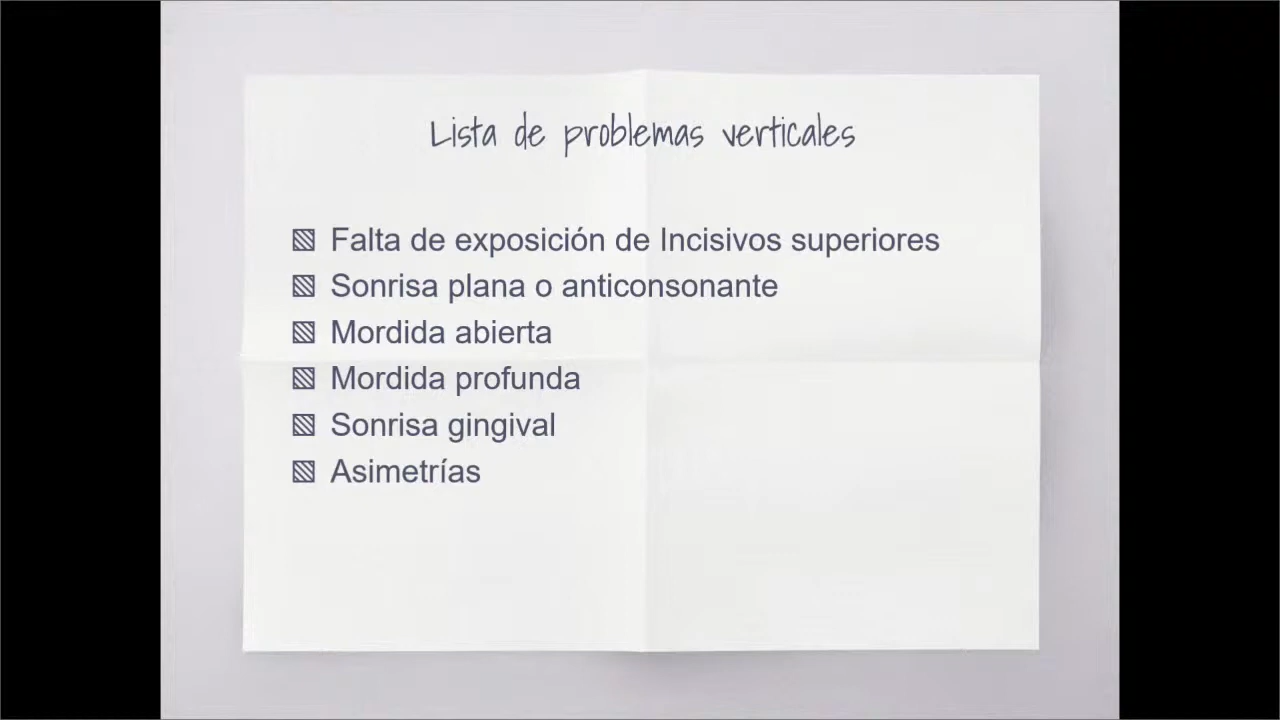 Lista de problemas verticales
Falta de exposición de Incisivos superiores
Sonrisa plana o anticonsonante
Mordida abierta
Mordida profunda
Sonrisa gingival
Asimetrías